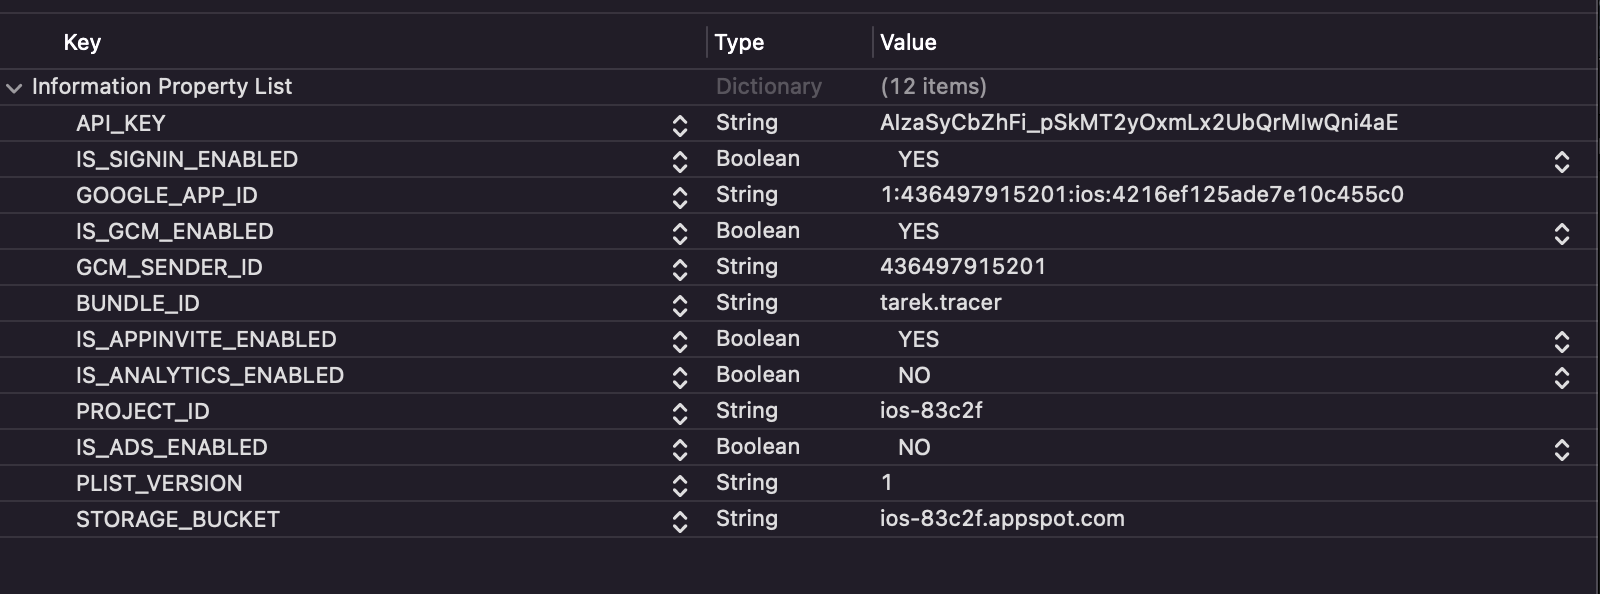 Key Type Value
Information Property List Dictionary (12 items)
API_KEY String AIzaSyCbZhFi_pSkMT2yOxmLx2UbQrMIwQni4aE
IS_SIGNIN_ENABLED Boolean YES
GOOGLE_APP_ID String 1:436497915201:ios:4216ef125ade7e10c455c0
IS_GCM_ENABLED Boolean YES
GCM_SENDER_ID String 436497915201
BUNDLE_ID String tarek.tracer
IS_APPINVITE_ENABLED Boolean YES
IS_ANALYTICS_ENABLED Boolean NO
PROJECT_ID String ios-83c2f
IS_ADS_ENABLED Boolean NO
PLIST_VERSION String 1
STORAGE_BUCKET String ios-83c2f.appspot.com